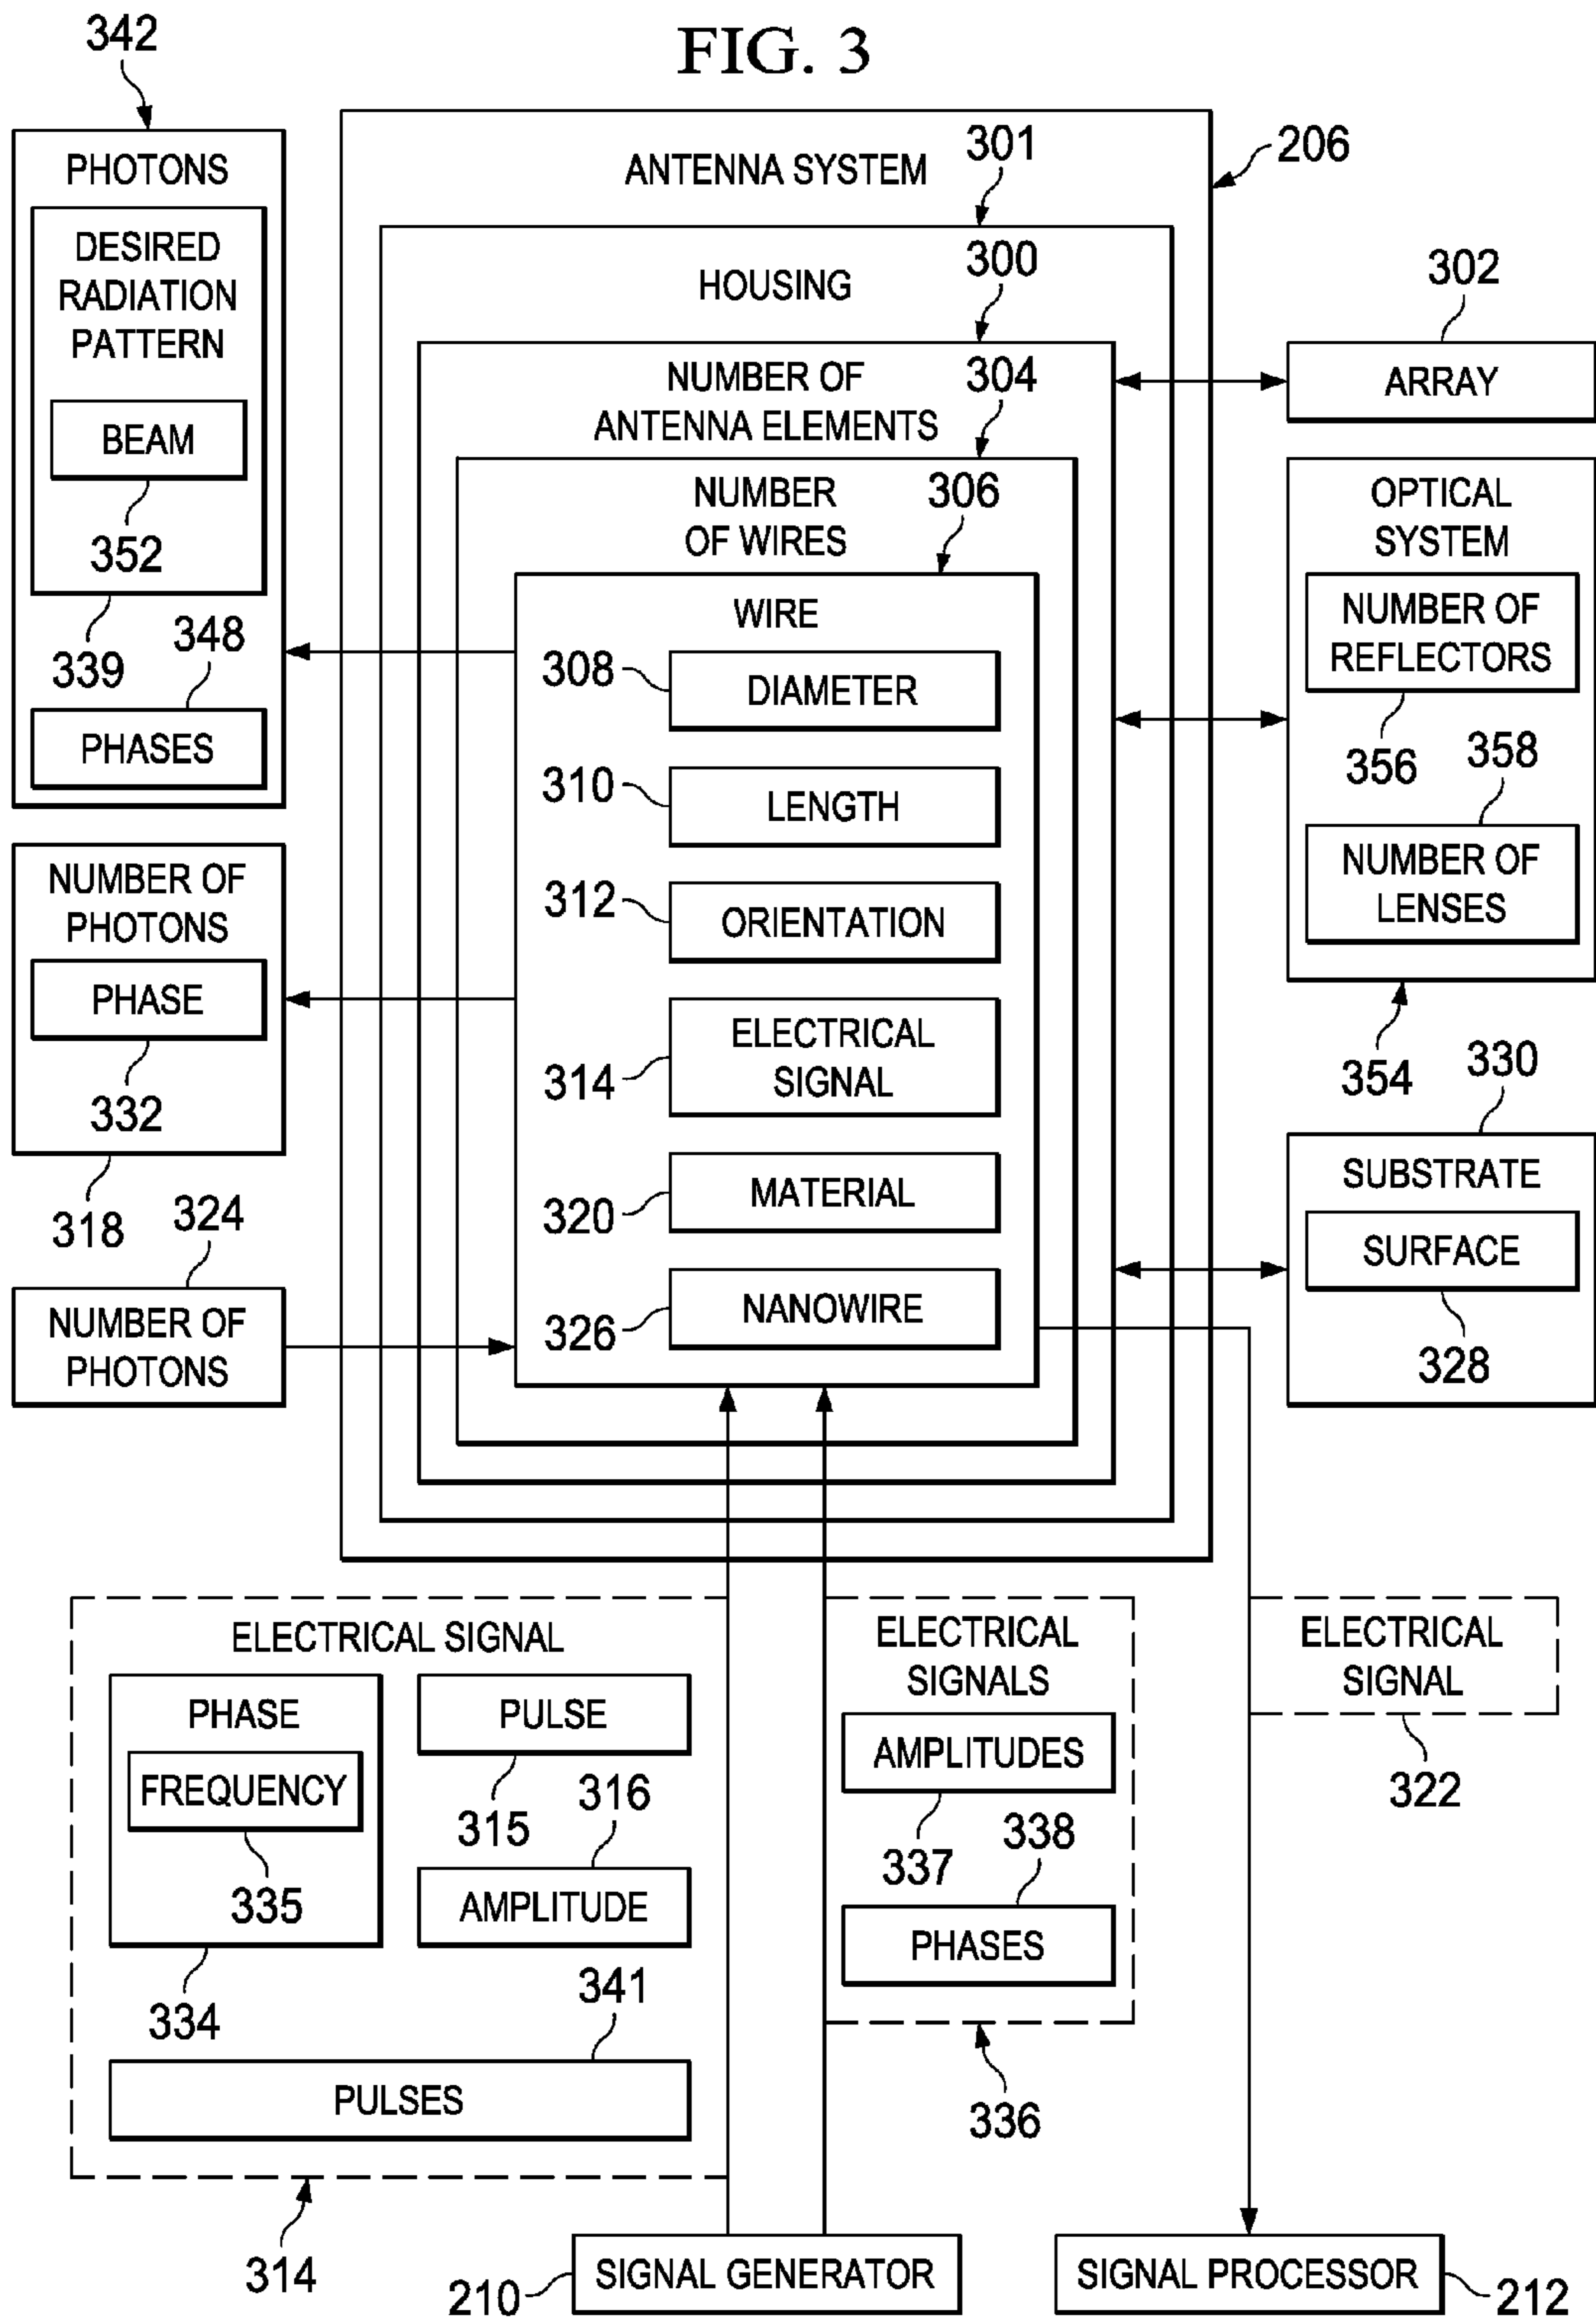 FIG. 3
342
PHOTONS
DESIRED
RADIATION
PATTERN
BEAM
352
339
348
PHASES
NUMBER OF
PHOTONS
PHASE
332
318
324
NUMBER OF
PHOTONS
ANTENNA SYSTEM
301
206
HOUSING
300
NUMBER OF
ANTENNA ELEMENTS
304
NUMBER
OF WIRES
306
WIRE
308
DIAMETER
310
LENGTH
312
ORIENTATION
314
ELECTRICAL
SIGNAL
320
MATERIAL
326
NANOWIRE
302
ARRAY
OPTICAL
SYSTEM
NUMBER OF
REFLECTORS
356
358
NUMBER OF
LENSES
354
330
SUBSTRATE
SURFACE
328
ELECTRICAL SIGNAL
PHASE
FREQUENCY
335
334
PULSE
315
316
AMPLITUDE
341
PULSES
314
ELECTRICAL
SIGNALS
AMPLITUDES
337
338
PHASES
336
ELECTRICAL
SIGNAL
322
210
SIGNAL GENERATOR
SIGNAL PROCESSOR
212